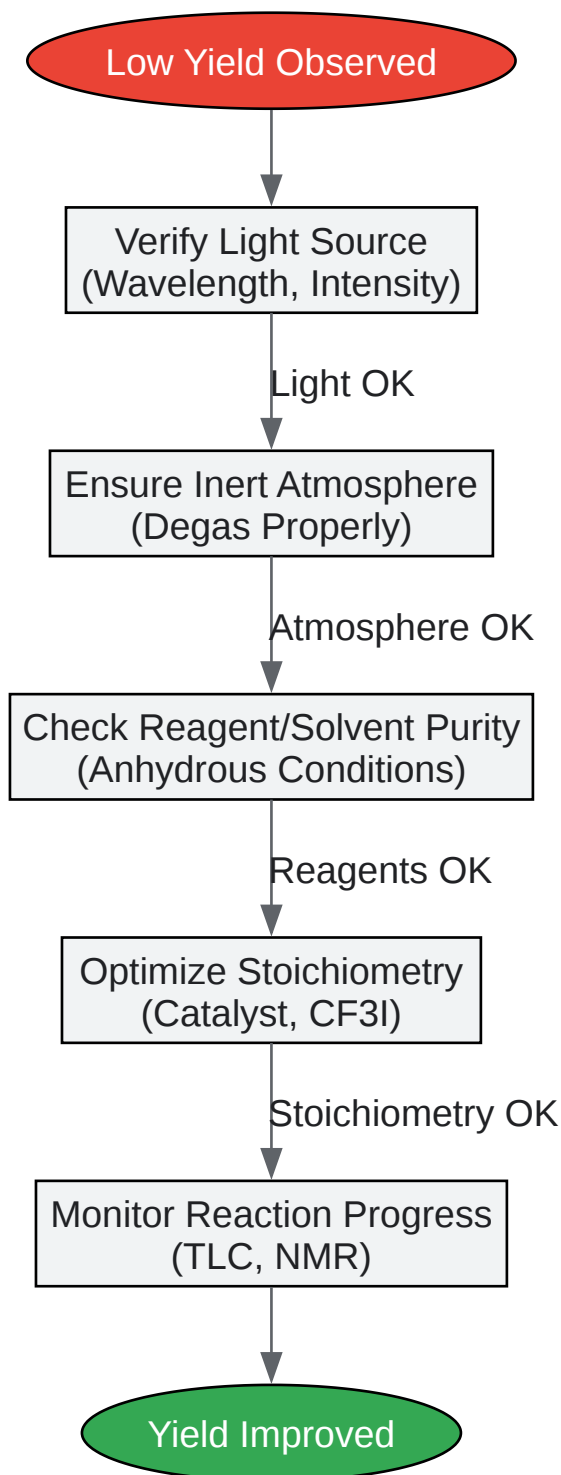 Low Yield Observed
Verify Light Source
(Wavelength, Intensity)
Light OK
Ensure Inert Atmosphere
(Degas Properly)
Atmosphere OK
Check Reagent/Solvent Purity
(Anhydrous Conditions)
Reagents OK
Optimize Stoichiometry
(Catalyst, CF3I)
Stoichiometry OK
Monitor Reaction Progress
(TLC, NMR)
Yield Improved